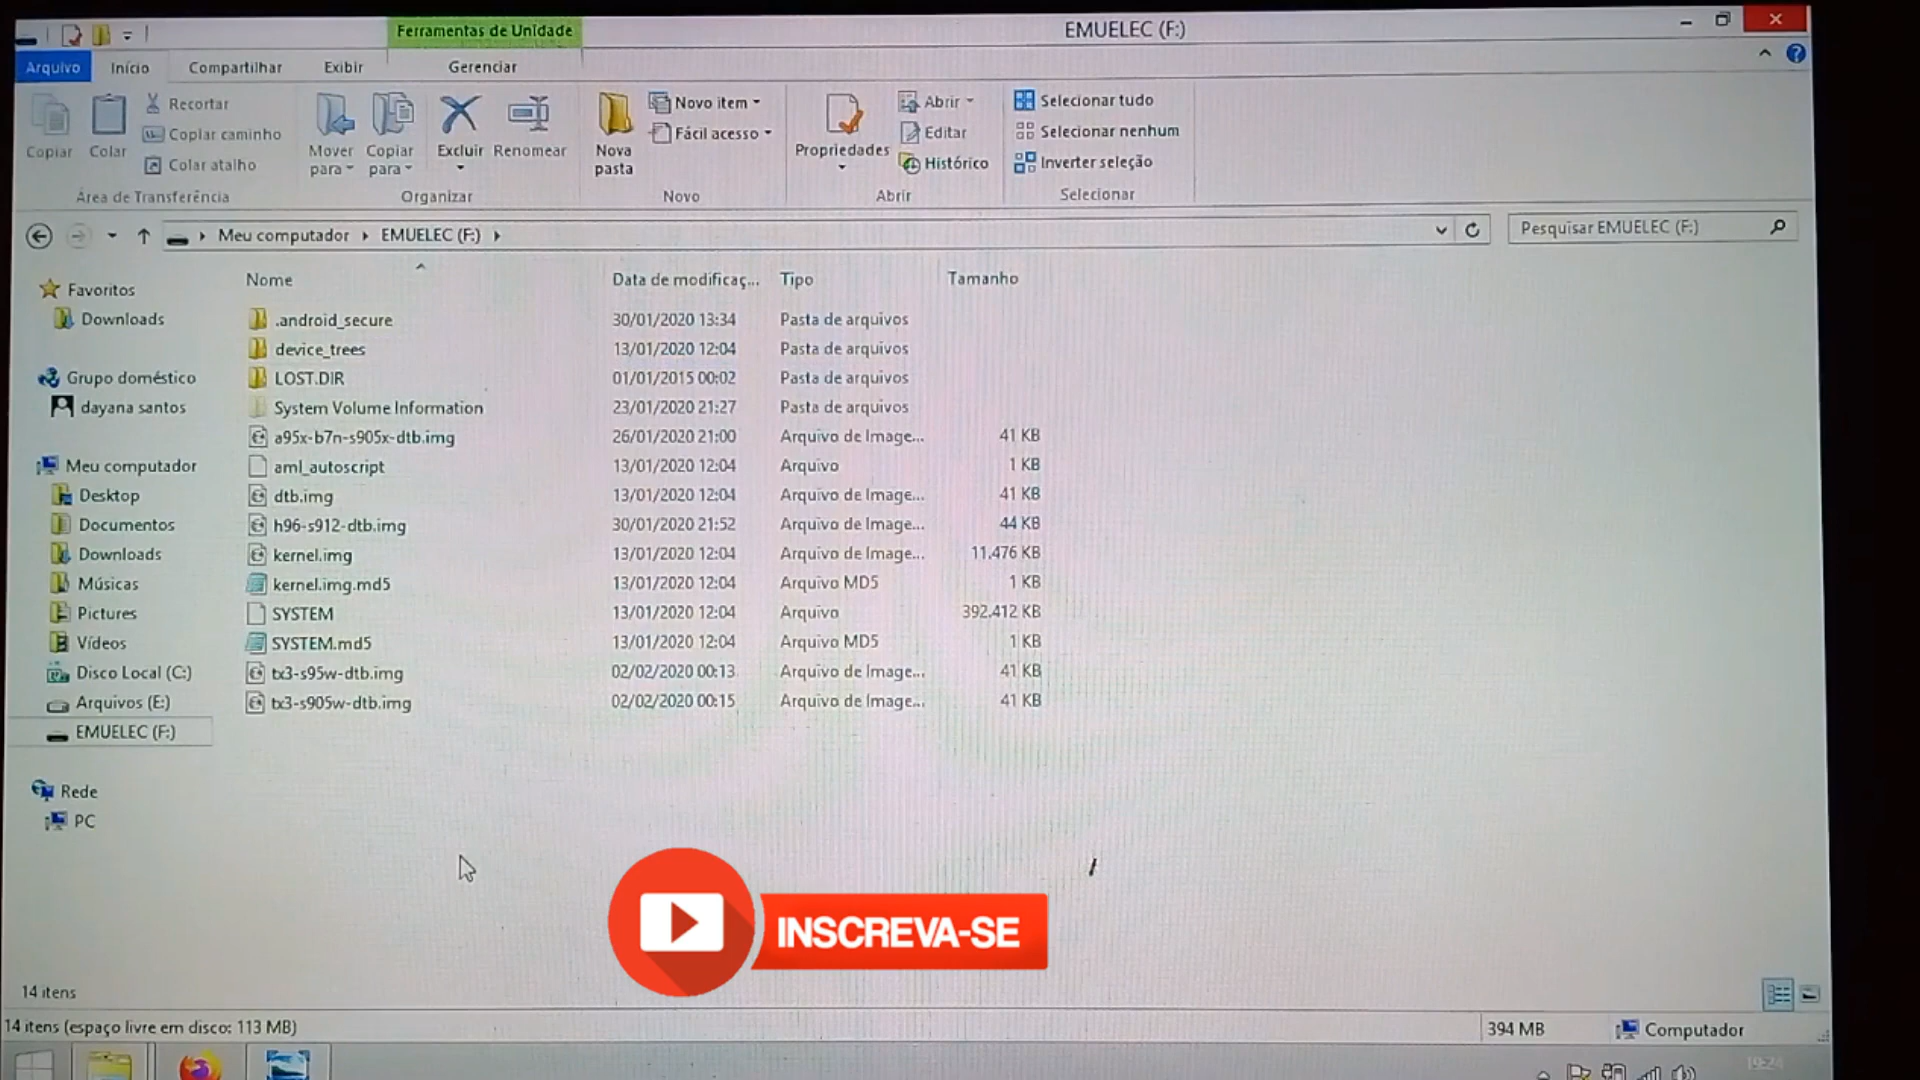 Ferramentas de Unidade
EMUELEC (F:)
Arquivo
Início
Compartilhar
Exibir
Gerenciar
Copiar
Colar
Recortar
Copiar caminho
Colar atalho
Área de Transferência
Mover para
Copiar para
Excluir
Renomear
Organizar
Nova pasta
Novo item
Fácil acesso
Novo
Propriedades
Abrir
Editar
Histórico
Abrir
Selecionar tudo
Selecionar nenhum
Inverter seleção
Selecionar
Meu computador
EMUELEC (F:)
Pesquisar EMUELEC (F:)
Favoritos
Downloads
Grupo doméstico
dayana santos
Meu computador
Desktop
Documentos
Downloads
Músicas
Pictures
Vídeos
Disco Local (C:)
Arquivos (E:)
EMUELEC (F:)
Rede
PC
Nome Data de modificaç... Tipo Tamanho
.android_secure 30/01/2020 13:34 Pasta de arquivos
device_trees 13/01/2020 12:04 Pasta de arquivos
LOST.DIR 01/01/2015 00:02 Pasta de arquivos
System Volume Information 23/01/2020 21:27 Pasta de arquivos
a95x-b7n-s905x-dtb.img 26/01/2020 21:00 Arquivo de Image... 41 KB
aml_autoscript 13/01/2020 12:04 Arquivo 1 KB
dtb.img 13/01/2020 12:04 Arquivo de Image... 41 KB
h96-s912-dtb.img 30/01/2020 21:52 Arquivo de Image... 44 KB
kernel.img 13/01/2020 12:04 Arquivo de Image... 11.476 KB
kernel.img.md5 13/01/2020 12:04 Arquivo MD5 1 KB
SYSTEM 13/01/2020 12:04 Arquivo 392.412 KB
SYSTEM.md5 13/01/2020 12:04 Arquivo MD5 1 KB
tx3-s95w-dtb.img 02/02/2020 00:13 Arquivo de Image... 41 KB
tx3-s905w-dtb.img 02/02/2020 00:15 Arquivo de Image... 41 KB
INSCREVA-SE
14 itens
14 itens (espaço livre em disco: 113 MB)
394 MB
Computador
19:24